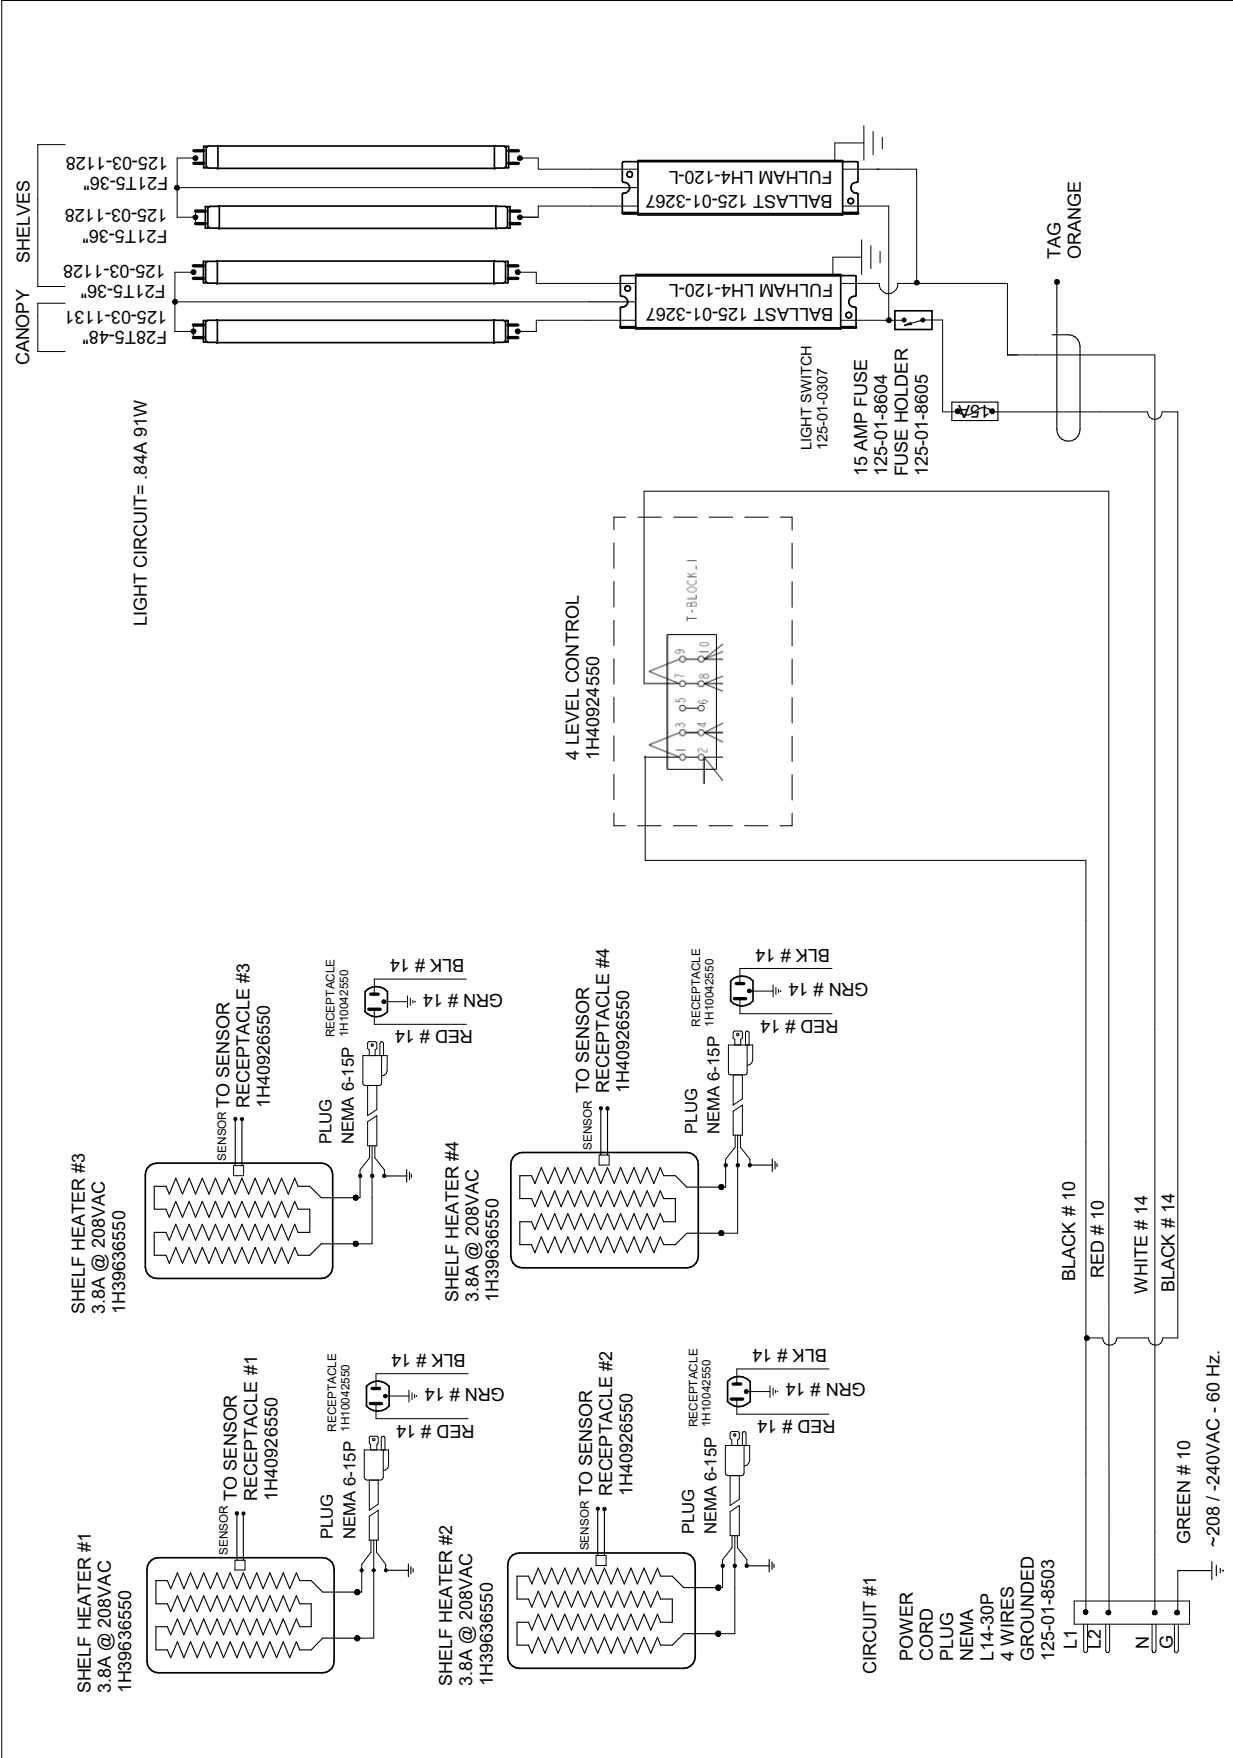 SHELF HEATER #1
3.8A @ 208VAC
1H39636550
SENSOR
TO SENSOR
RECEPTACLE #1
1H40926550
PLUG
NEMA 6-15P
RECEPTACLE
1H10042550
RED # 14
GRN # 14
BLK # 14
SHELF HEATER #3
3.8A @ 208VAC
1H39636550
SENSOR
TO SENSOR
RECEPTACLE #3
1H40926550
PLUG
NEMA 6-15P
RECEPTACLE
1H10042550
RED # 14
GRN # 14
BLK # 14
SHELF HEATER #2
3.8A @ 208VAC
1H39636550
SENSOR
TO SENSOR
RECEPTACLE #2
1H40926550
PLUG
NEMA 6-15P
RECEPTACLE
1H10042550
RED # 14
GRN # 14
BLK # 14
SHELF HEATER #4
3.8A @ 208VAC
1H39636550
SENSOR
TO SENSOR
RECEPTACLE #4
1H40926550
PLUG
NEMA 6-15P
RECEPTACLE
1H10042550
RED # 14
GRN # 14
BLK # 14
LIGHT CIRCUIT= .84A 91W
CANOPY
SHELVES
F28T5-48"
125-03-1131
F21T5-36"
125-03-1128
F21T5-36"
125-03-1128
F21T5-36"
125-03-1128
BALLAST 125-01-3267
FULHAM LH4-120-L
BALLAST 125-01-3267
FULHAM LH4-120-L
4 LEVEL CONTROL
1H40924550
1 3 5 7 9
2 4 6 8 10
T-BLOCK_1
LIGHT SWITCH
125-01-0307
15 AMP FUSE
125-01-8604
FUSE HOLDER
125-01-8605
15A
TAG
ORANGE
CIRCUIT #1
POWER
CORD
PLUG
NEMA
L14-30P
4 WIRES
GROUNDED
125-01-8503
L1
L2
N
G
BLACK # 10
RED # 10
WHITE # 14
BLACK # 14
GREEN # 10
~208 / -240VAC - 60 Hz.